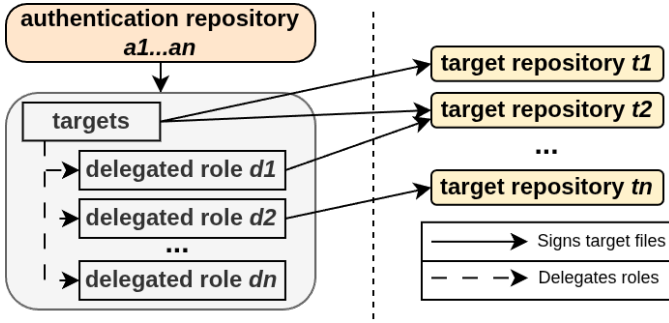 authentication repository
a1...an
targets
delegated role d1
delegated role d2
...
delegated role dn
target repository t1
target repository t2
...
target repository tn
Signs target files
Delegates roles